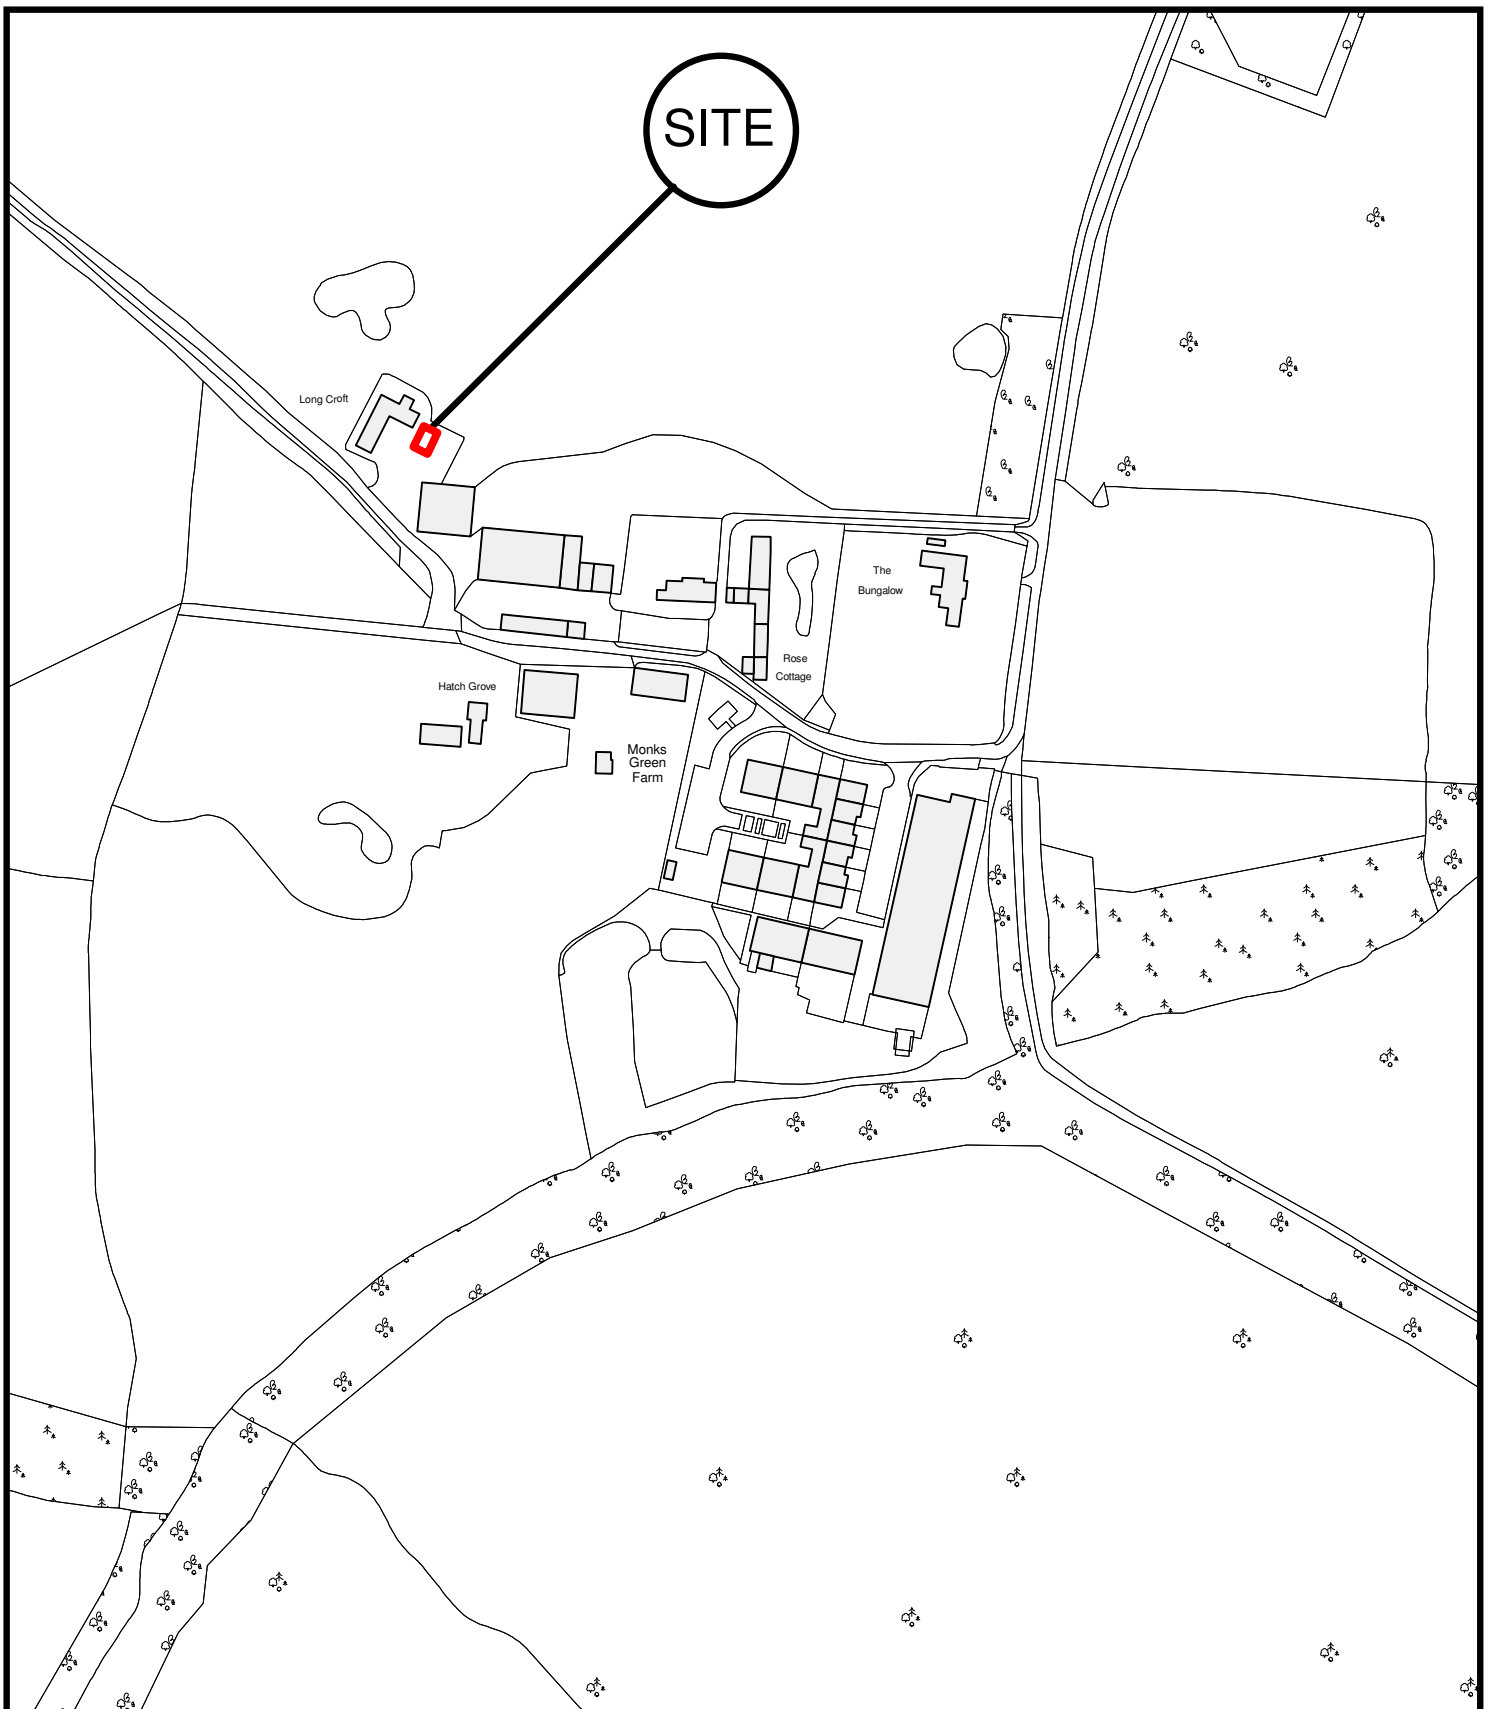 SITE
Long Croft
The
Bungalow
Rose
Cottage
Hatch Grove
Monks
Green
Farm